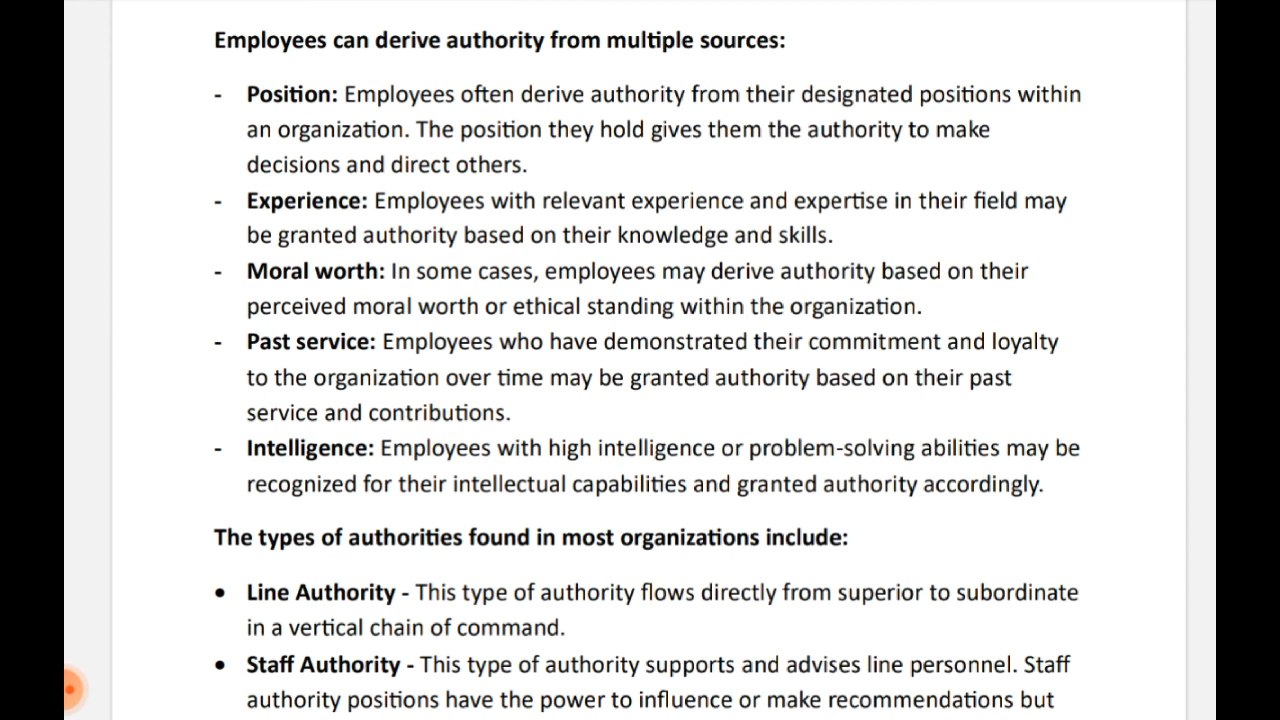 Employees can derive authority from multiple sources:
- Position: Employees often derive authority from their designated positions within
an organization. The position they hold gives them the authority to make
decisions and direct others.
- Experience: Employees with relevant experience and expertise in their field may
be granted authority based on their knowledge and skills.
- Moral worth: In some cases, employees may derive authority based on their
perceived moral worth or ethical standing within the organization.
- Past service: Employees who have demonstrated their commitment and loyalty
to the organization over time may be granted authority based on their past
service and contributions.
- Intelligence: Employees with high intelligence or problem-solving abilities may be
recognized for their intellectual capabilities and granted authority accordingly.
The types of authorities found in most organizations include:
• Line Authority - This type of authority flows directly from superior to subordinate
in a vertical chain of command.
• Staff Authority - This type of authority supports and advises line personnel. Staff
authority positions have the power to influence or make recommendations but